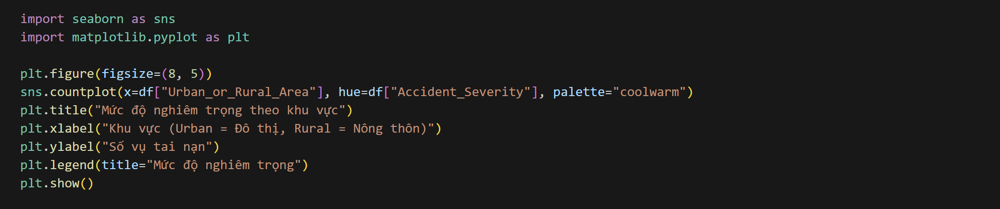 import seaborn as sns
import matplotlib.pyplot as plt
plt.figure(figsize=(8, 5))
sns.countplot(x=df["Urban_or_Rural_Area"], hue=df["Accident_Severity"], palette="coolwarm")
plt.title("Mức độ nghiêm trọng theo khu vực")
plt.xlabel("Khu vực (Urban = Đô thị, Rural = Nông thôn)")
plt.ylabel("Số vụ tai nạn")
plt.legend(title="Mức độ nghiêm trọng")
plt.show()